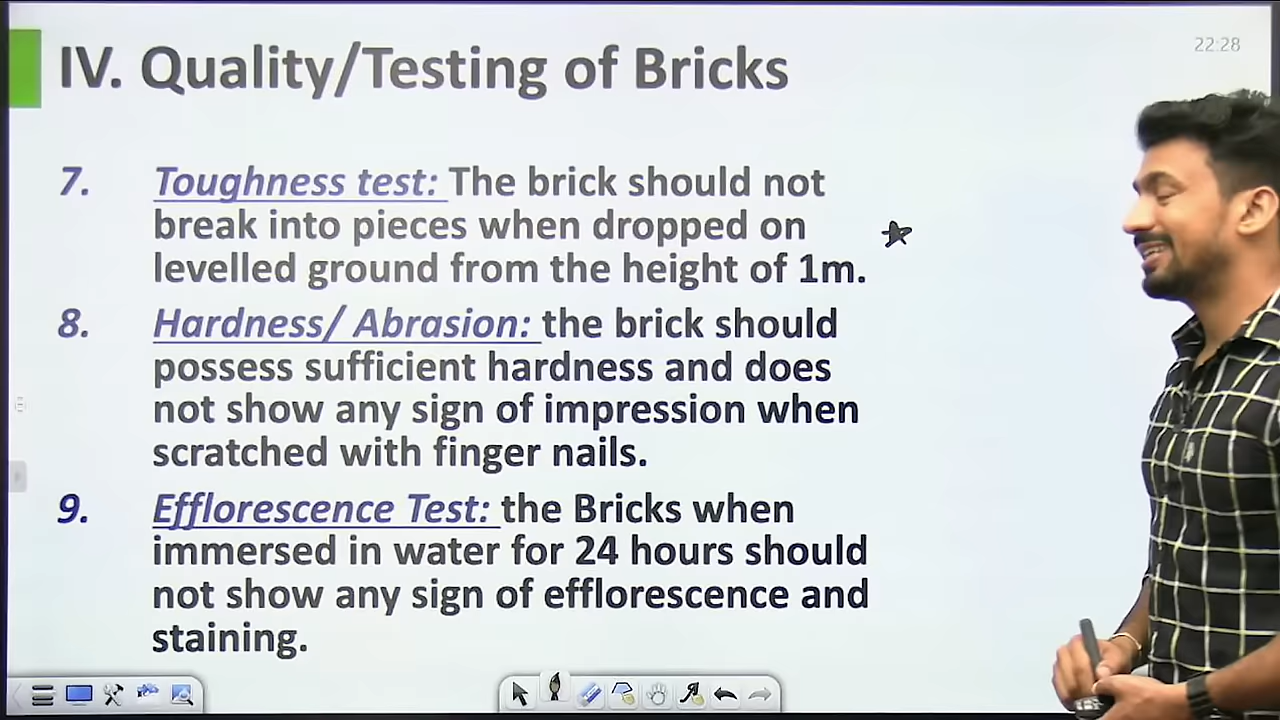 22:28
IV. Quality/Testing of Bricks
7. Toughness test: The brick should not
break into pieces when dropped on
levelled ground from the height of 1m.
8. Hardness/ Abrasion: the brick should
possess sufficient hardness and does
not show any sign of impression when
scratched with finger nails.
9. Efflorescence Test: the Bricks when
immersed in water for 24 hours should
not show any sign of efflorescence and
staining.